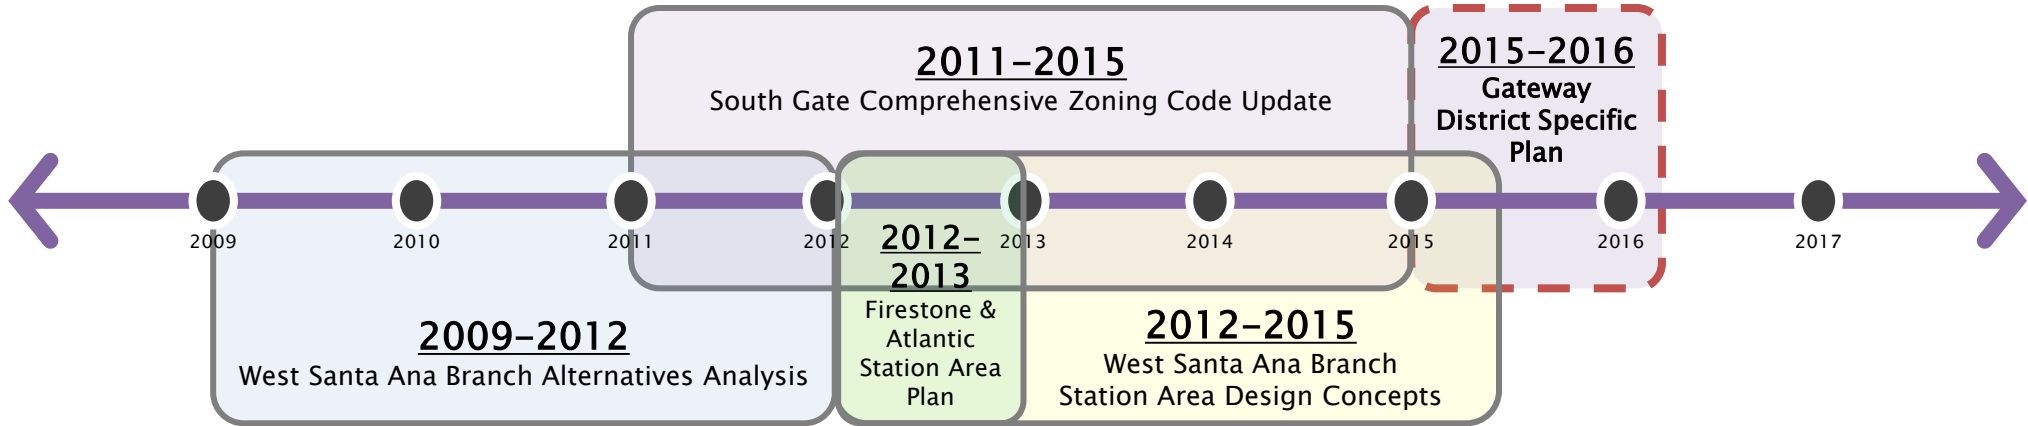 2011–2015
South Gate Comprehensive Zoning Code Update
2015–2016
Gateway
District Specific
Plan
2009
2010
2011
2012
2013
2014
2015
2016
2017
2009–2012
West Santa Ana Branch Alternatives Analysis
2012–
2013
Firestone &
Atlantic
Station Area
Plan
2012–2015
West Santa Ana Branch
Station Area Design Concepts